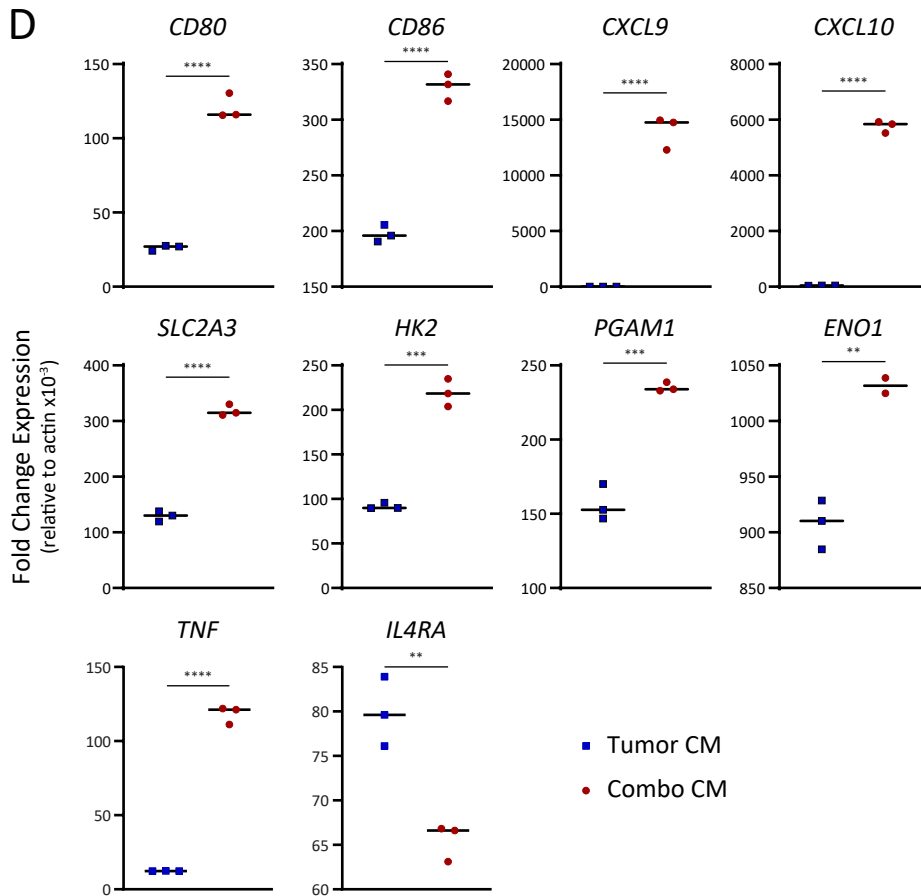 D
CD80 CD86 CXCL9 CXCL10
**** **** **** ****
150 350 20000 8000
300 15000 6000
100
250 10000 4000
50
200 5000 2000
0 150 0 0
SLC2A3 HK2 PGAM1 ENO1
**** *** *** **
400 250 250 1050
200 1000
300
150 200 950
200
100 150 900
100
50
0 0 100 850
TNF IL4RA
**** **
150 85
80
100
75
70
50
65
0 60
Fold Change Expression
(relative to actin x10⁻³)
Tumor CM
Combo CM